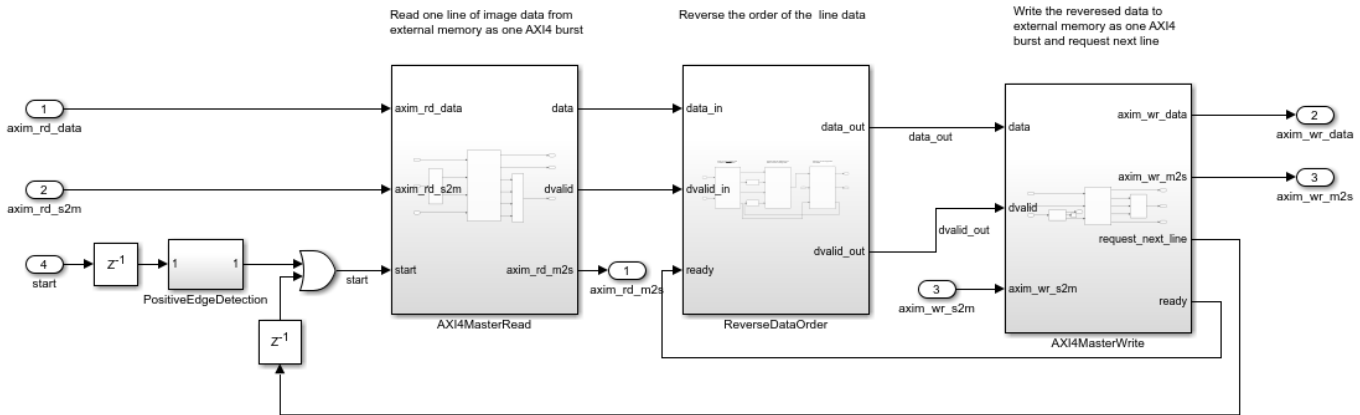 Read one line of image data from
external memory as one AXI4 burst
Reverse the order of the  line data
Write the reveresed data to
external memory as one AXI4
burst and request next line
1
axim_rd_data
2
axim_rd_s2m
4
start
Z-1
1
1
PositiveEdgeDetection
Z-1
start
axim_rd_data
axim_rd_s2m
start
data
dvalid
axim_rd_m2s
AXI4MasterRead
1
axim_rd_m2s
data_in
dvalid_in
ready
data_out
dvalid_out
ReverseDataOrder
data_out
dvalid_out
3
axim_wr_s2m
data
dvalid
axim_wr_s2m
axim_wr_data
axim_wr_m2s
request_next_line
ready
AXI4MasterWrite
2
axim_wr_data
3
axim_wr_m2s